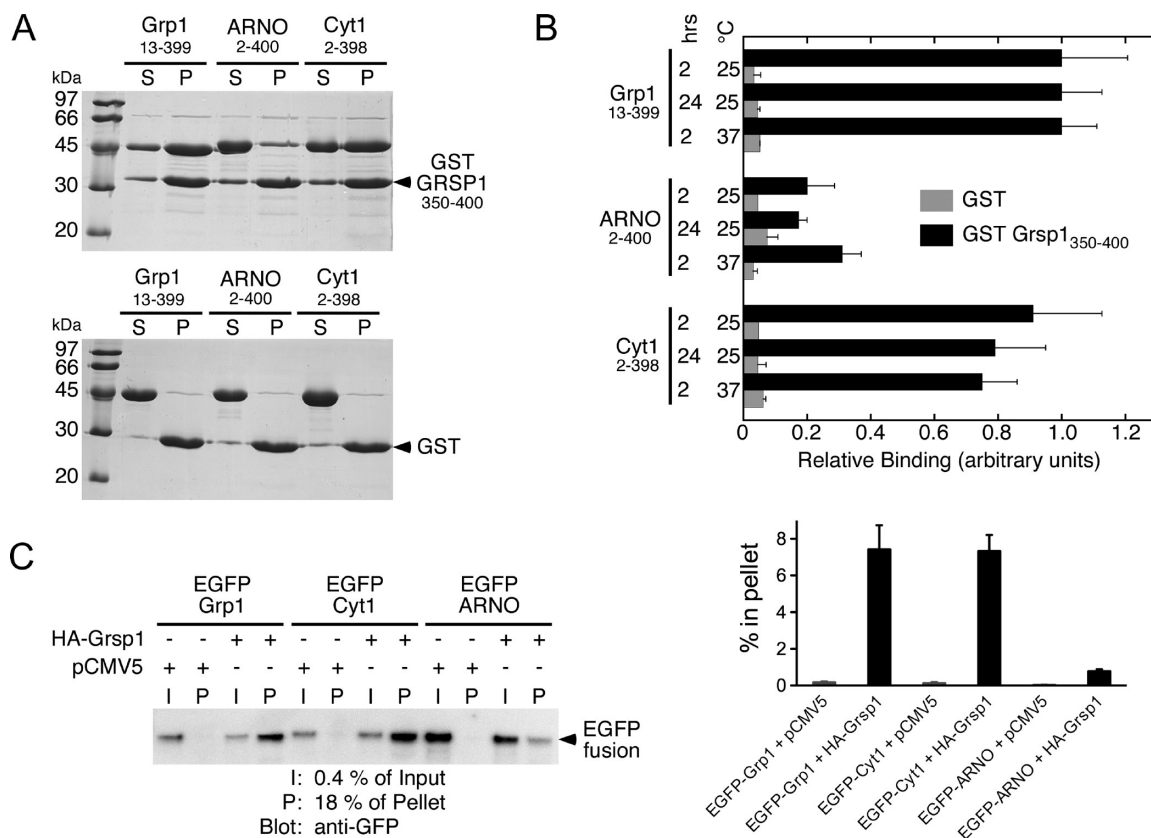 A
Grp1 ARNO Cyt1
13-399 2-400 2-398
kDa S P S P S P
97
66
45
30
20
GST
GRSP1
350-400
Grp1 ARNO Cyt1
13-399 2-400 2-398
kDa S P S P S P
97
66
45
30
20
GST
B
hrs °C
Grp1
13-399
2 25
24 25
2 37
ARNO
2-400
2 25
24 25
2 37
Cyt1
2-398
2 25
24 25
2 37
GST
GST Grsp1350-400
0 0.2 0.4 0.6 0.8 1.0 1.2
Relative Binding (arbitrary units)
C
EGFP EGFP EGFP
Grp1 Cyt1 ARNO
HA-Grsp1 - - + + - - + + - - + +
pCMV5 + + - - + + - - + + - -
I P I P I P I P I P I P
EGFP
fusion
I: 0.4 % of Input
P: 18 % of Pellet
Blot: anti-GFP
% in pellet
8
6
4
2
0
EGFP-Grp1 + pCMV5
EGFP-Grp1 + HA-Grsp1
EGFP-Cyt1 + pCMV5
EGFP-Cyt1 + HA-Grsp1
EGFP-ARNO + pCMV5
EGFP-ARNO + HA-Grsp1